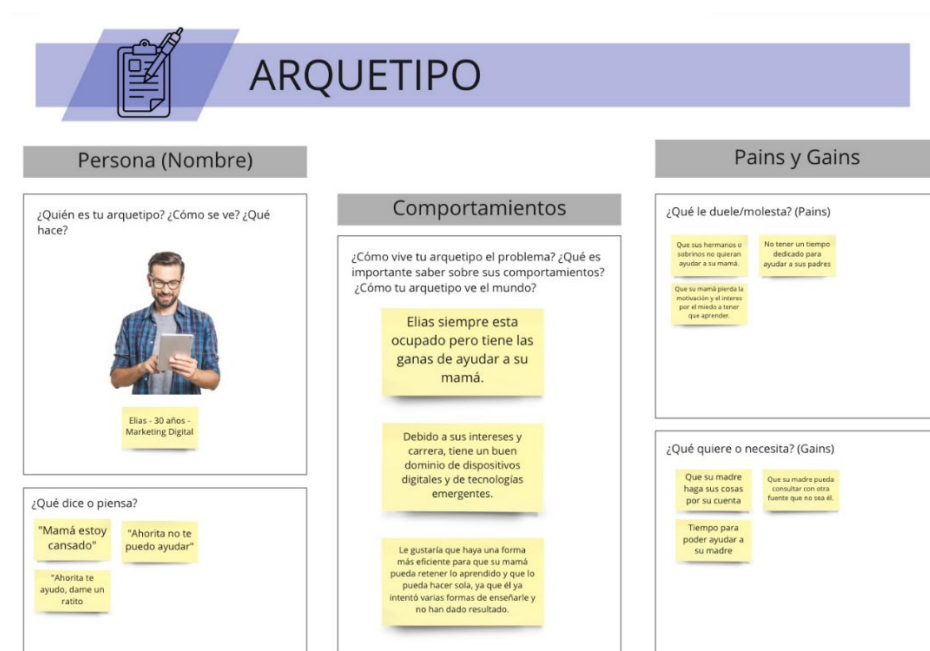 ARQUETIPO
Persona (Nombre)
¿Quién es tu arquetipo? ¿Cómo se ve? ¿Qué
hace?
Elias - 30 años -
Marketing Digital
¿Qué dice o piensa?
"Mamá estoy
cansado"
"Ahorita no te
puedo ayudar"
"Ahorita te
ayudo, dame un
ratito
Comportamientos
¿Cómo vive tu arquetipo el problema? ¿Qué es
importante saber sobre sus comportamientos?
¿Cómo tu arquetipo ve el mundo?
Elias siempre esta
ocupado pero tiene las
ganas de ayudar a su
mamá.
Debido a sus intereses y
carrera, tiene un buen
dominio de dispositivos
digitales y de tecnologías
emergentes.
Le gustaría que haya una forma
más eficiente para que su mamá
pueda retener lo aprendido y que lo
pueda hacer sola, ya que él ya
intentó varias formas de enseñarle y
no han dado resultado.
Pains y Gains
¿Qué le duele/molesta? (Pains)
Que sus hermanos o
sobrinos no quieran
ayudar a su mamá.
No tener un tiempo
dedicado para
ayudar a sus padres
Que su mamá pierda la
motivación y el interes
por el miedo a tener
que aprender.
¿Qué quiere o necesita? (Gains)
Que su madre
haga sus cosas
por su cuenta
Que su madre pueda
consultar con otra
fuente que no sea él.
Tiempo para
poder ayudar a
su madre